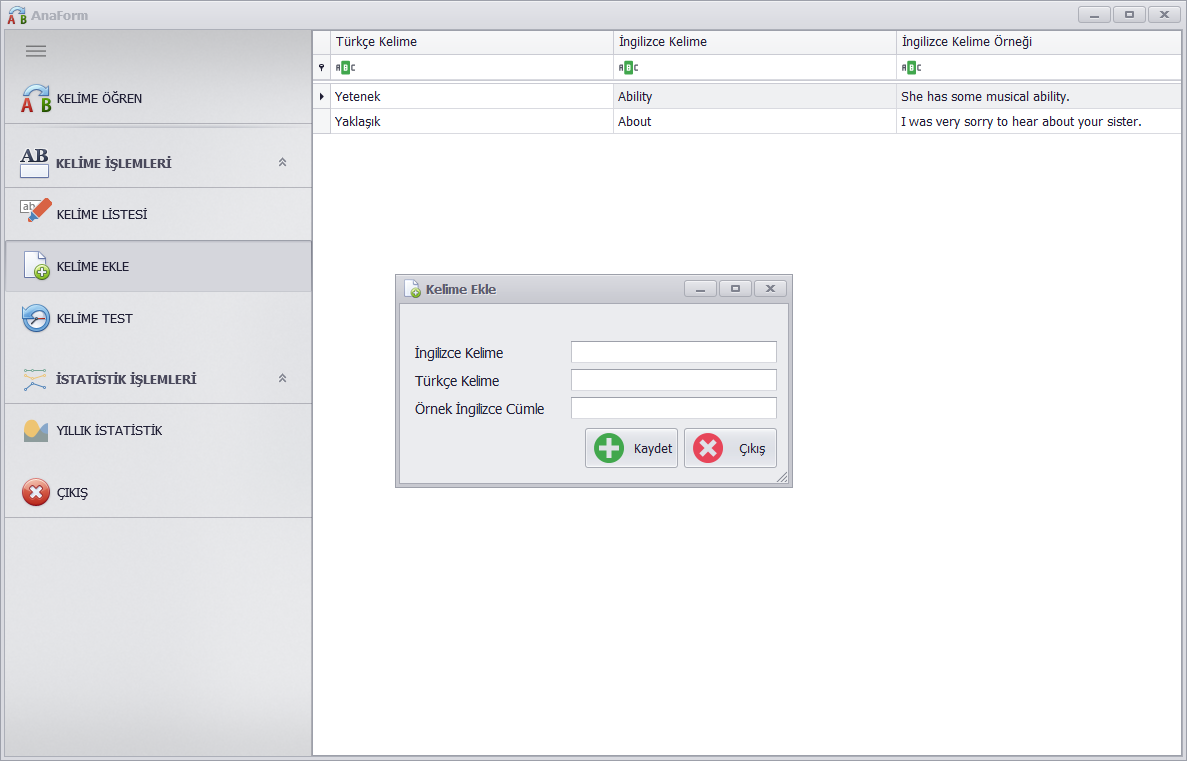 AnaForm
KELİME ÖĞREN
KELİME İŞLEMLERİ
KELİME LİSTESİ
KELİME EKLE
KELİME TEST
İSTATİSTİK İŞLEMLERİ
YILLIK İSTATİSTİK
ÇIKIŞ
Türkçe Kelime İngilizce Kelime İngilizce Kelime Örneği
ABC ABC ABC
Yetenek Ability She has some musical ability.
Yaklaşık About I was very sorry to hear about your sister.
Kelime Ekle
İngilizce Kelime
Türkçe Kelime
Örnek İngilizce Cümle
Kaydet Çıkış